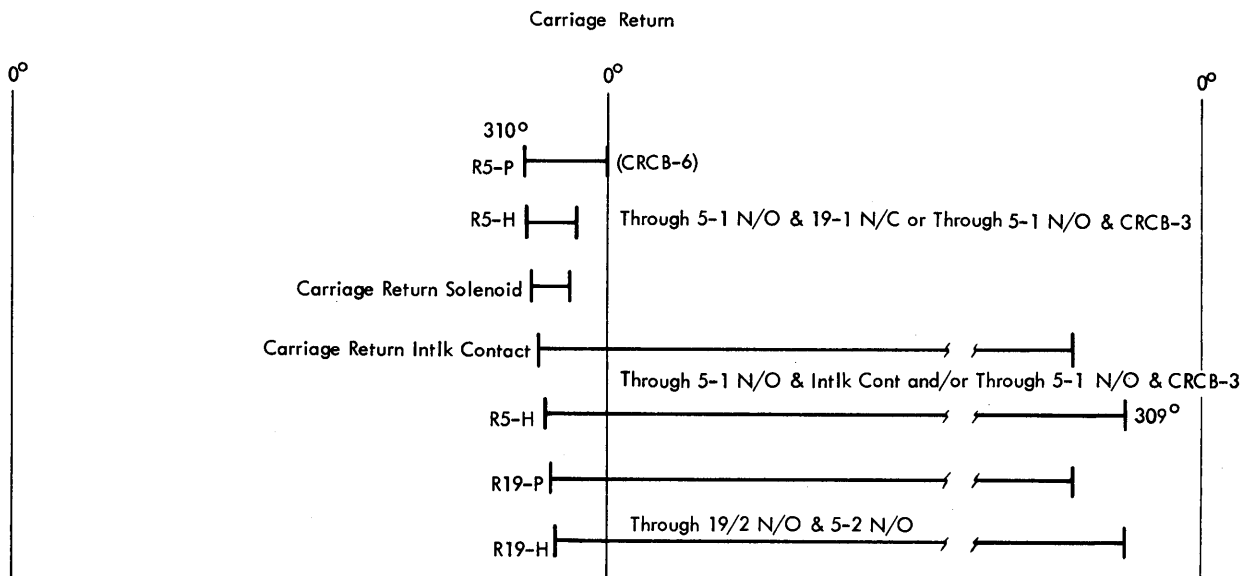 Carriage Return
0°
0°
0°
310°
R5-P
(CRCB-6)
R5-H
Through 5-1 N/O & 19-1 N/C or Through 5-1 N/O & CRCB-3
Carriage Return Solenoid
Carriage Return Intlk Contact
Through 5-1 N/O & Intlk Cont and/or Through 5-1 N/O & CRCB-3
R5-H
309°
R19-P
Through 19/2 N/O & 5-2 N/O
R19-H